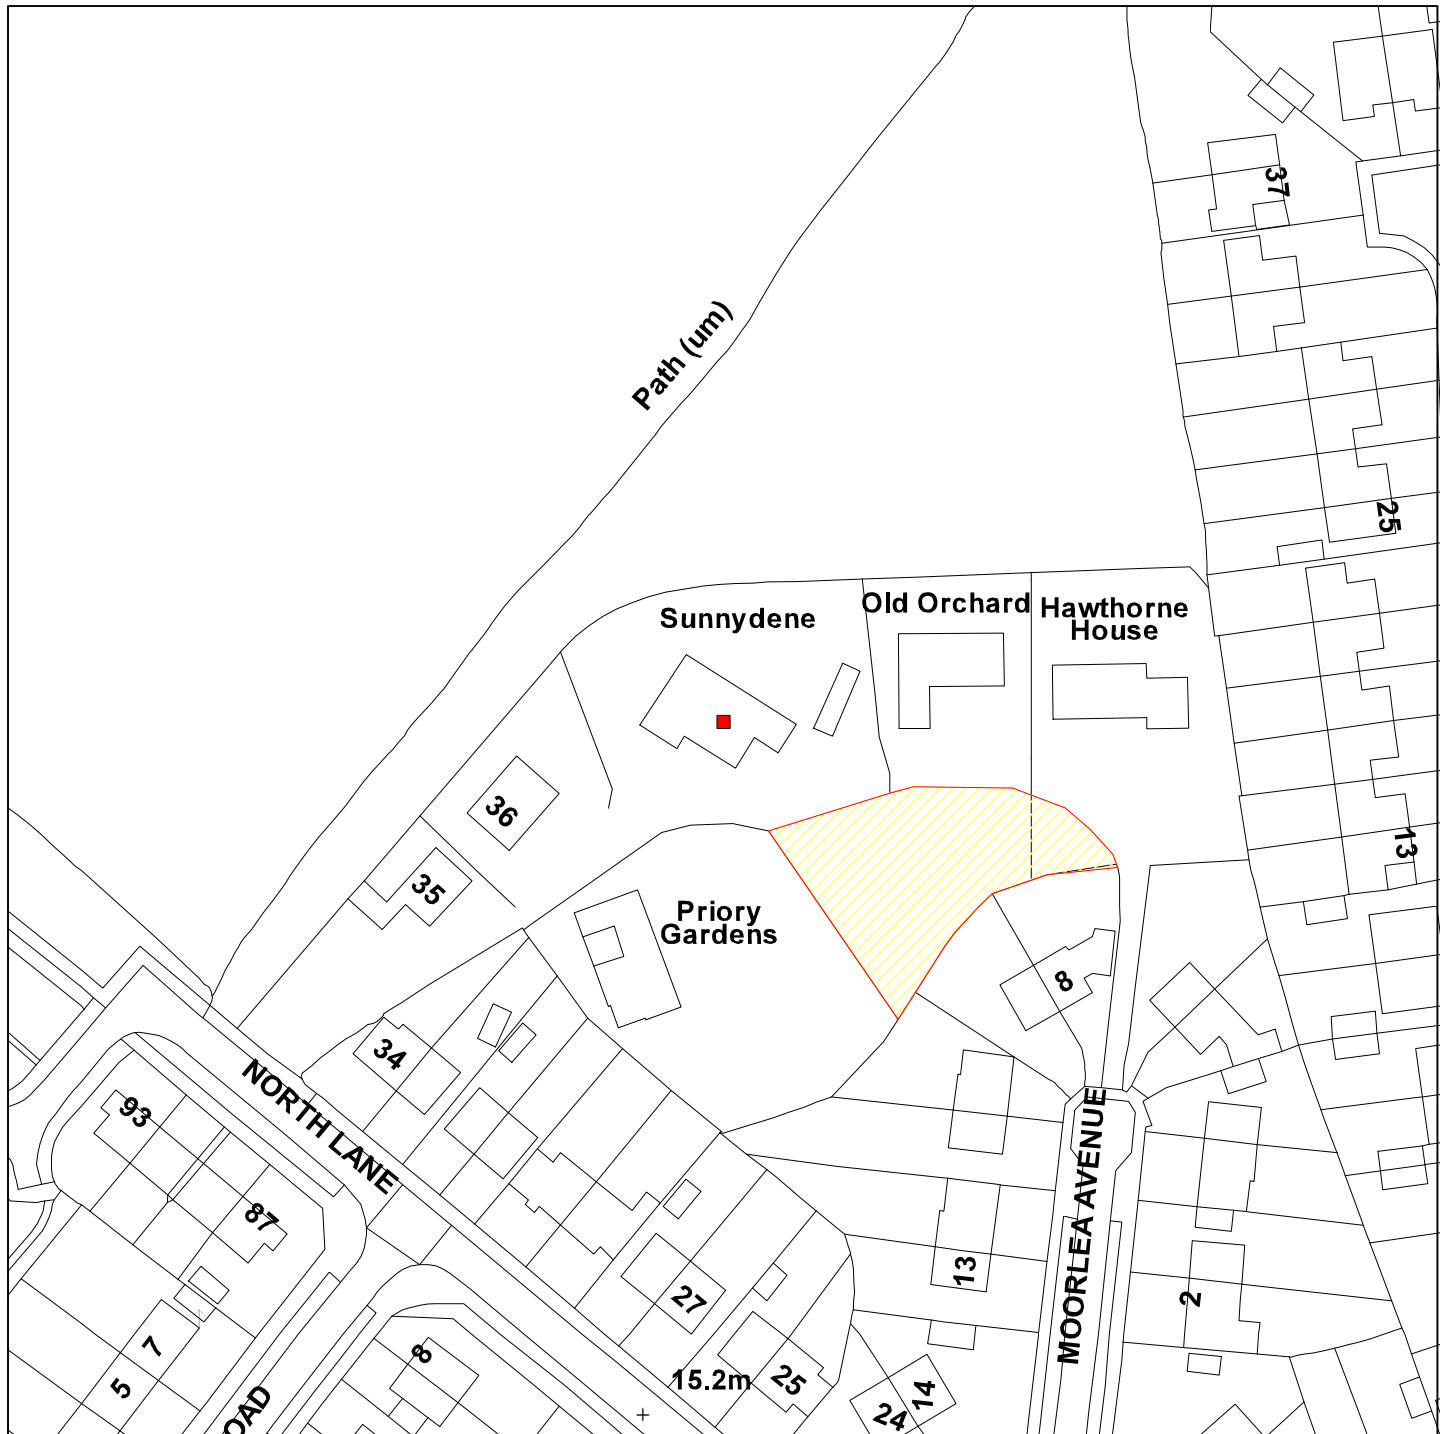 37
Path (um)
25
Old Orchard
Hawthorne
House
Sunnydene
36
13
35
Priory
Gardens
8
34
NORTH LANE
93
MOORLEA AVENUE
87
13
27
2
7
8
15.2m
25
5
14
24
OAD